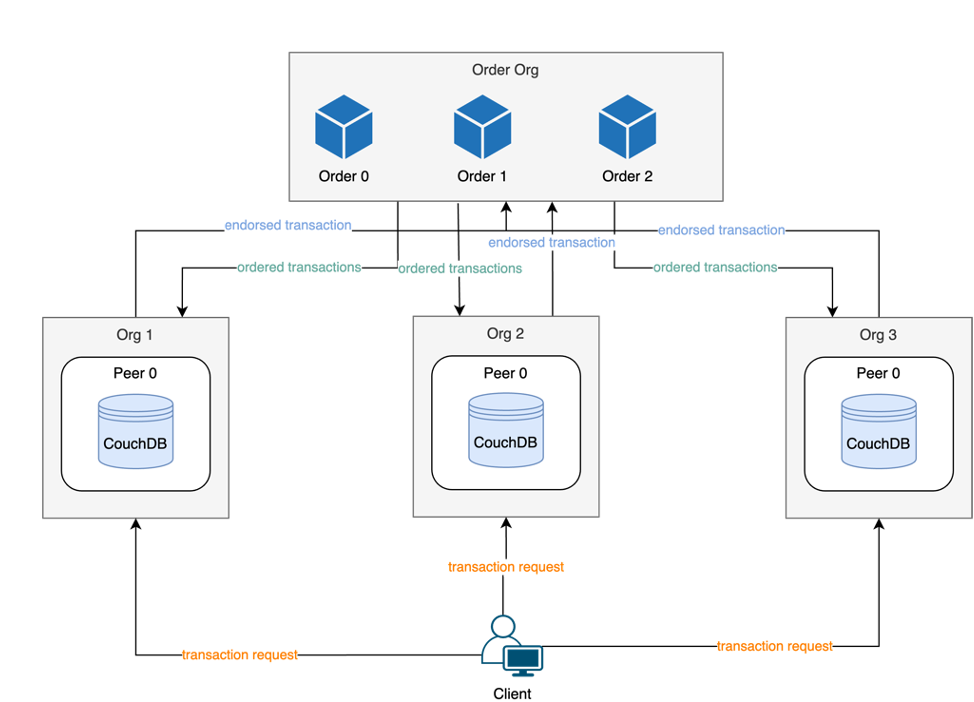 Order Org
Order 0
Order 1
Order 2
endorsed transaction
endorsed transaction
endorsed transaction
ordered transactions
ordered transactions
ordered transactions
Org 1
Org 2
Org 3
Peer 0
Peer 0
Peer 0
CouchDB
CouchDB
CouchDB
transaction request
transaction request
transaction request
Client